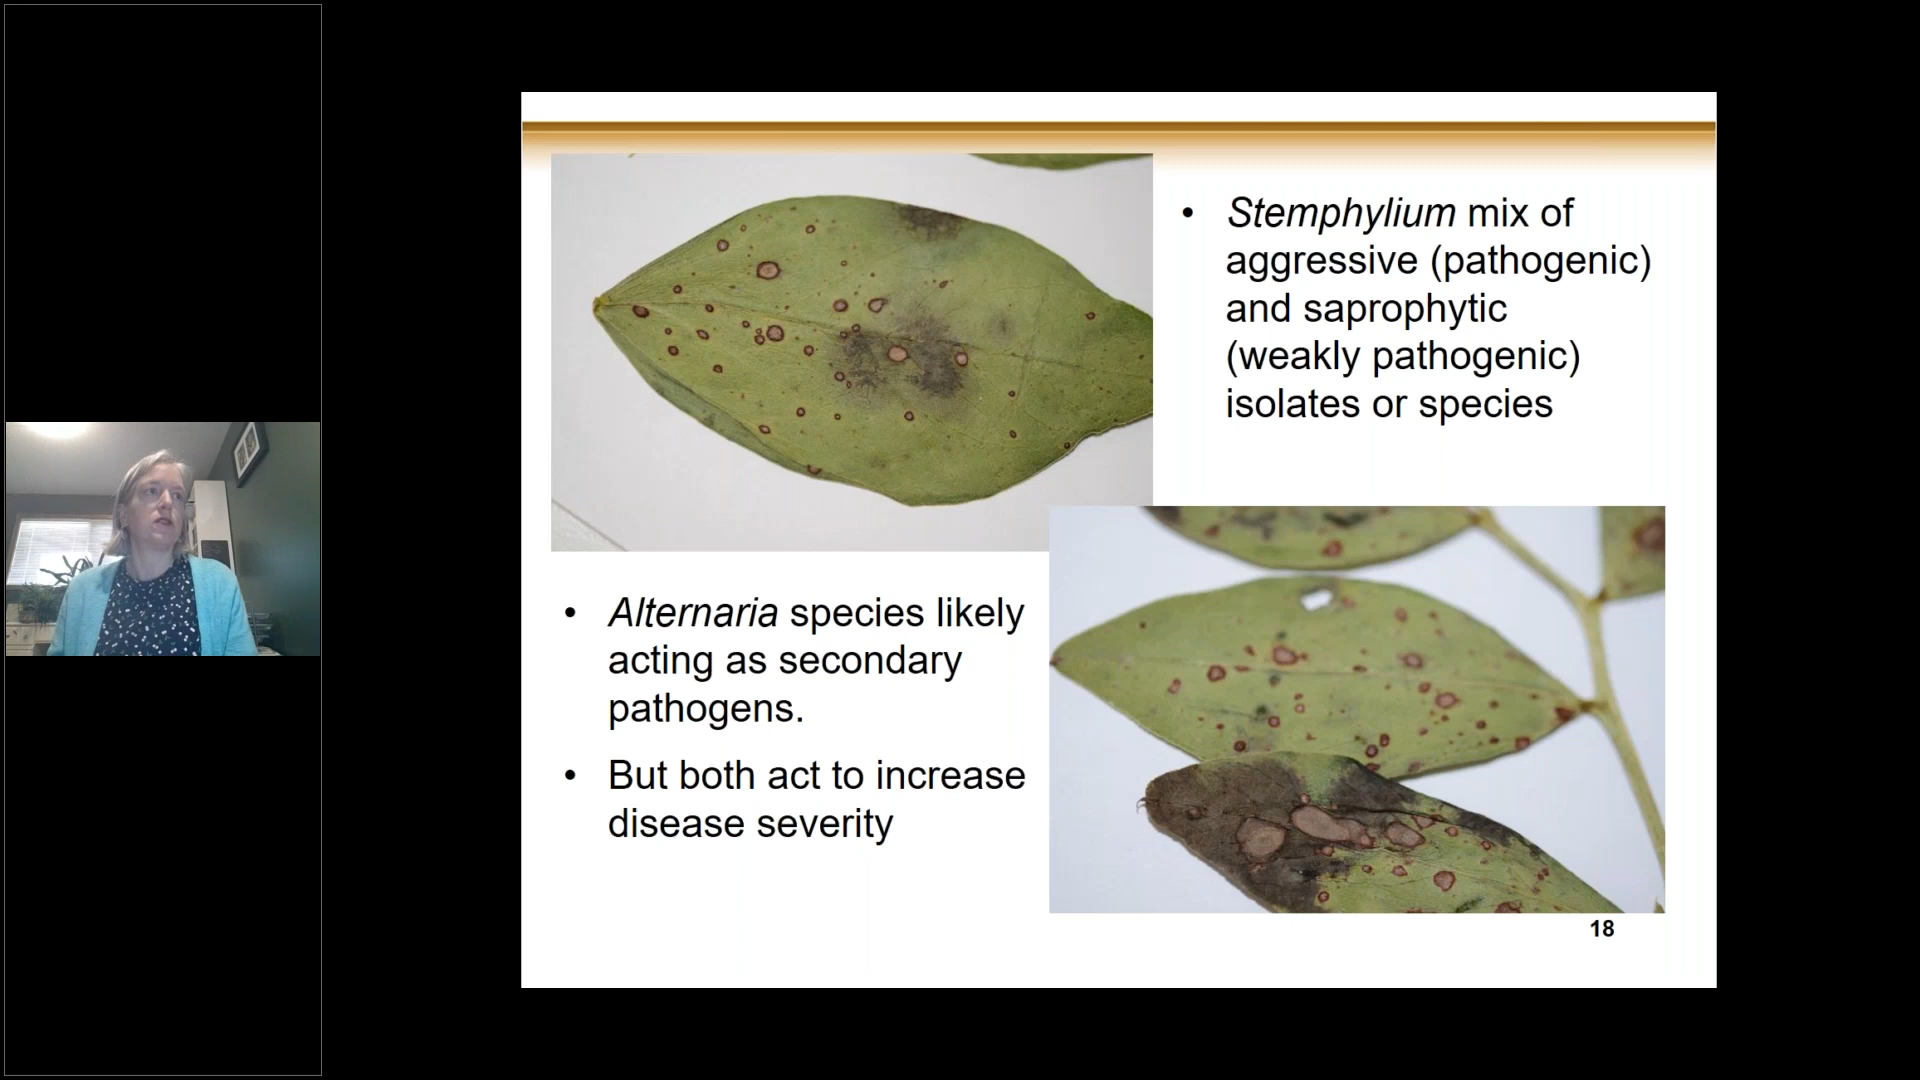 • Stemphylium mix of
aggressive (pathogenic)
and saprophytic
(weakly pathogenic)
isolates or species
• Alternaria species likely
acting as secondary
pathogens.
• But both act to increase
disease severity
18